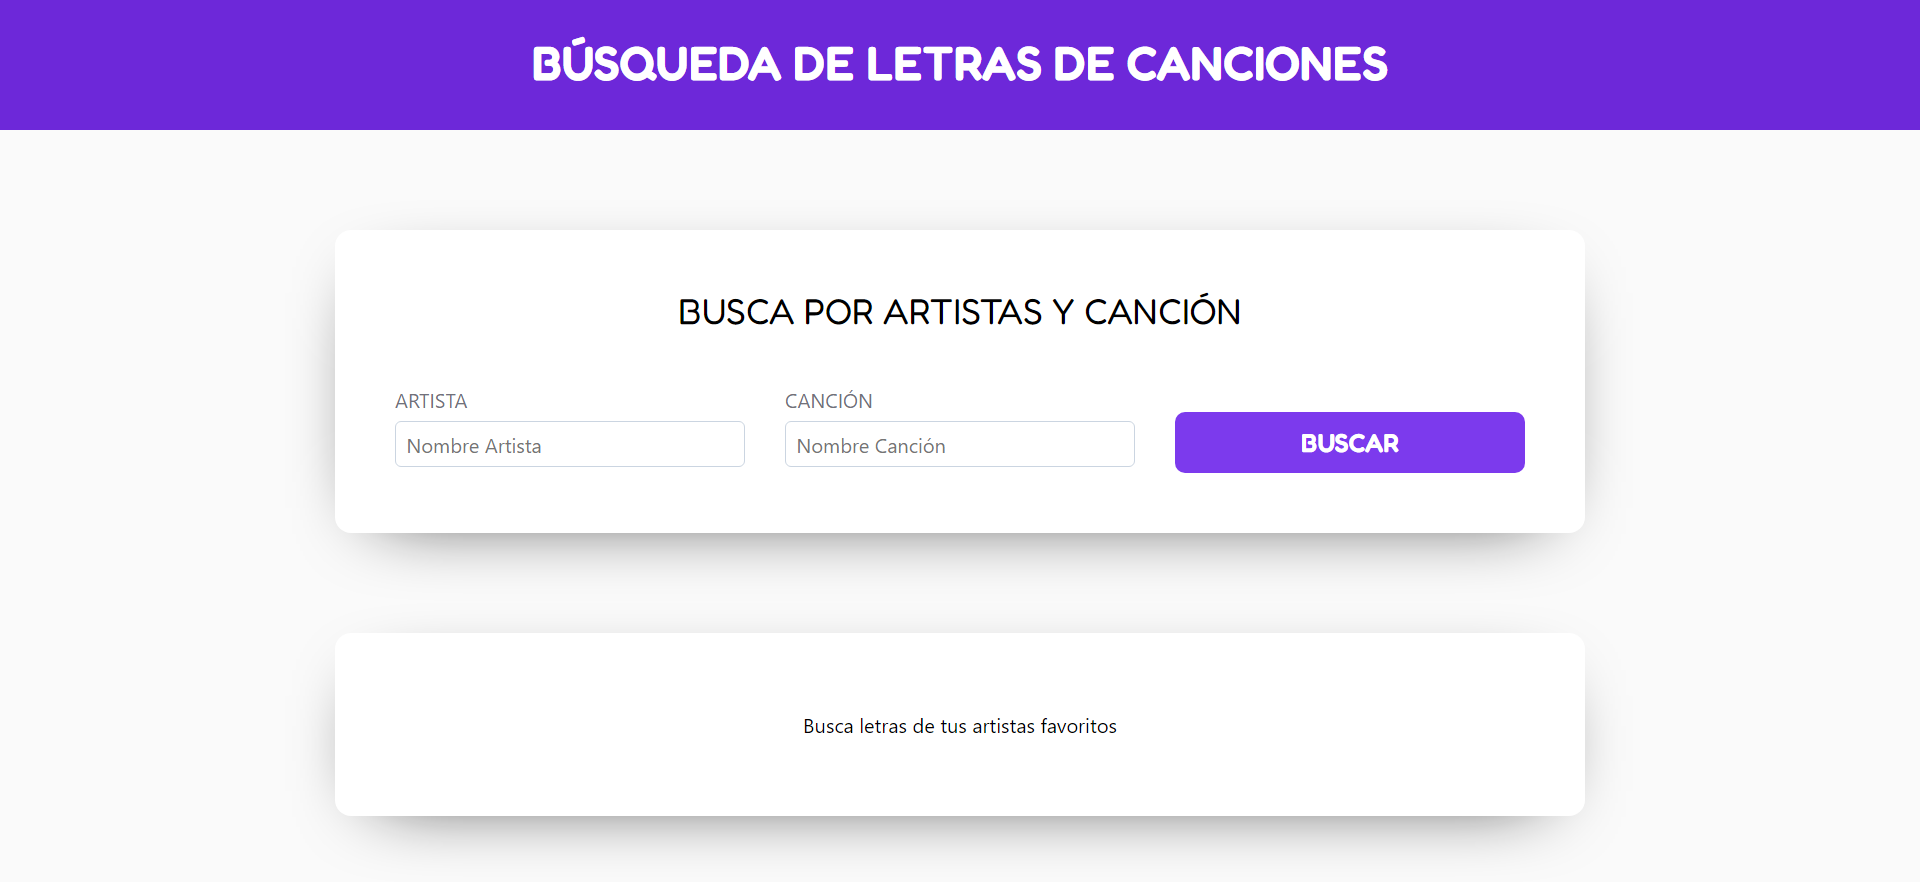 BÚSQUEDA DE LETRAS DE CANCIONES
BUSCA POR ARTISTAS Y CANCIÓN
ARTISTA
Nombre Artista
CANCIÓN
Nombre Canción
BUSCAR
Busca letras de tus artistas favoritos